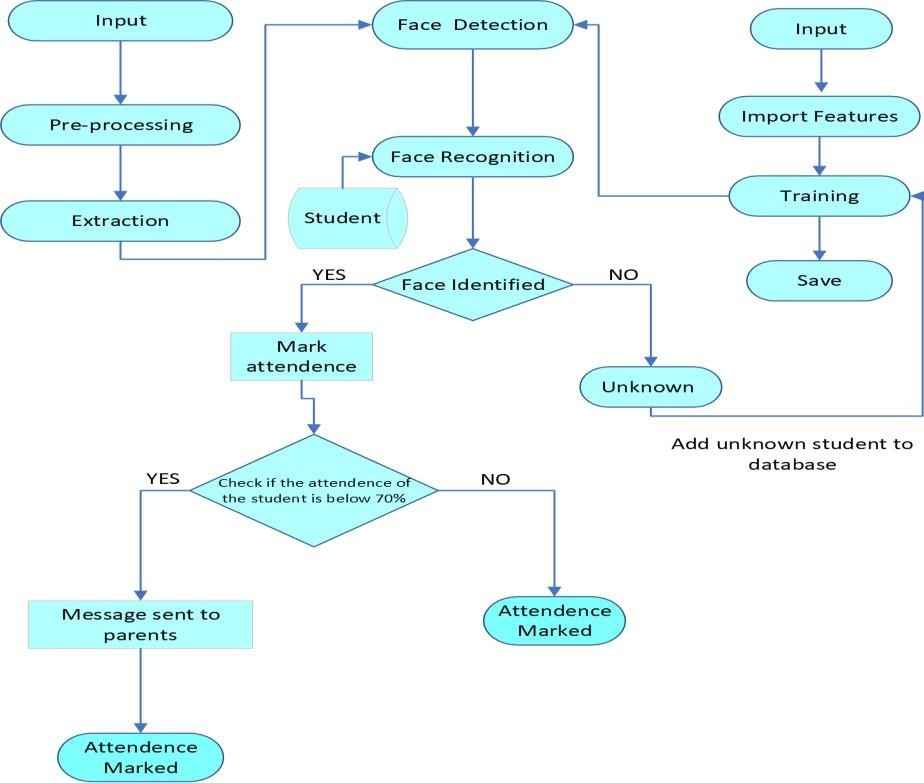 Input
Face  Detection
Input
Pre-processing
Import Features
Face Recognition
Training
Extraction
Student
YES
Face Identified
NO
Save
Mark
attendence
Unknown
Add unknown student to
database
YES
Check if the attendence of
the student is below 70%
NO
Message sent to
parents
Attendence
Marked
Attendence
Marked